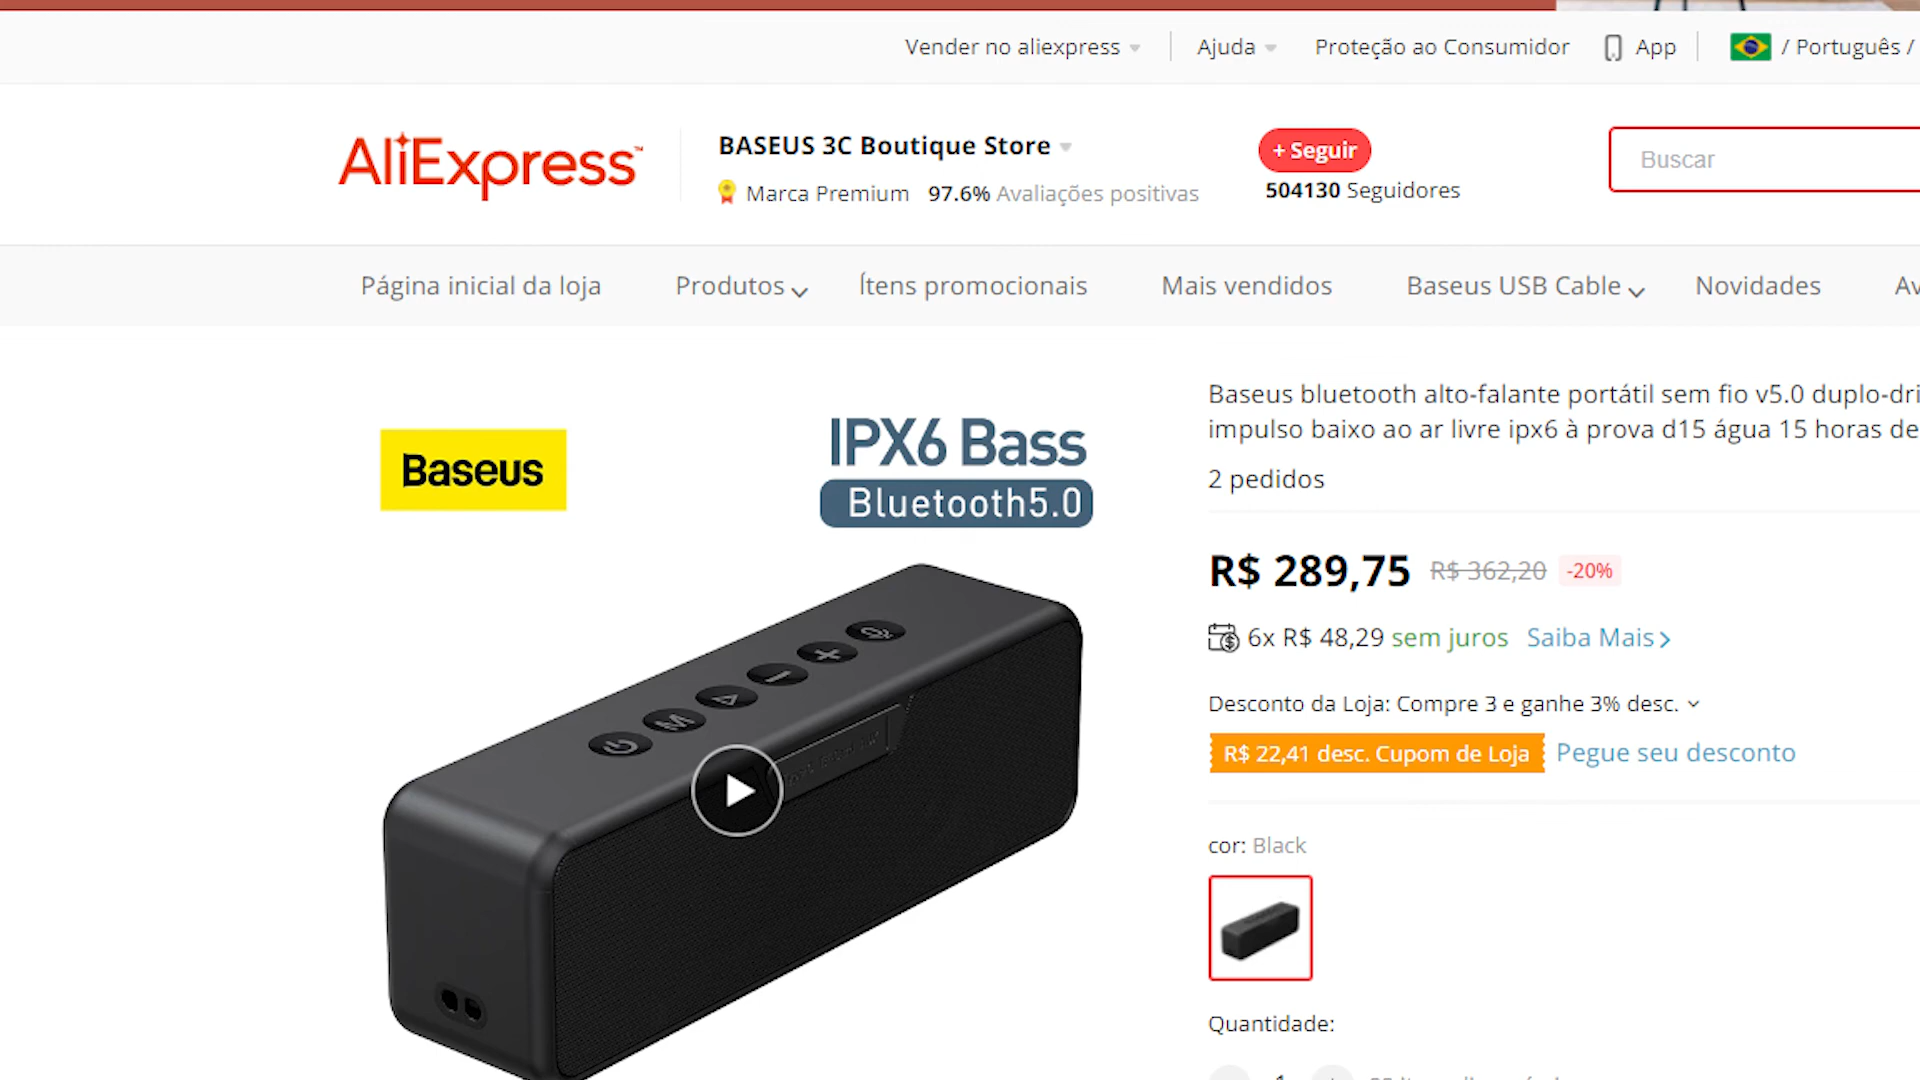 Vender no aliexpress
Ajuda
Proteção ao Consumidor
App
/ Português /
AliExpress™
BASEUS 3C Boutique Store
+ Seguir
Buscar
Marca Premium 97.6% Avaliações positivas
504130 Seguidores
Página inicial da loja
Produtos
Ítens promocionais
Mais vendidos
Baseus USB Cable
Novidades
Av
Baseus
IPX6 Bass
Bluetooth5.0
Baseus bluetooth alto-falante portátil sem fio v5.0 duplo-dri
impulso baixo ao ar livre ipx6 à prova d15 água 15 horas de
2 pedidos
R$ 289,75 R$ 362,20 -20%
6x R$ 48,29 sem juros Saiba Mais
Desconto da Loja: Compre 3 e ganhe 3% desc.
R$ 22,41 desc. Cupom de Loja Pegue seu desconto
cor: Black
M
Quantidade: